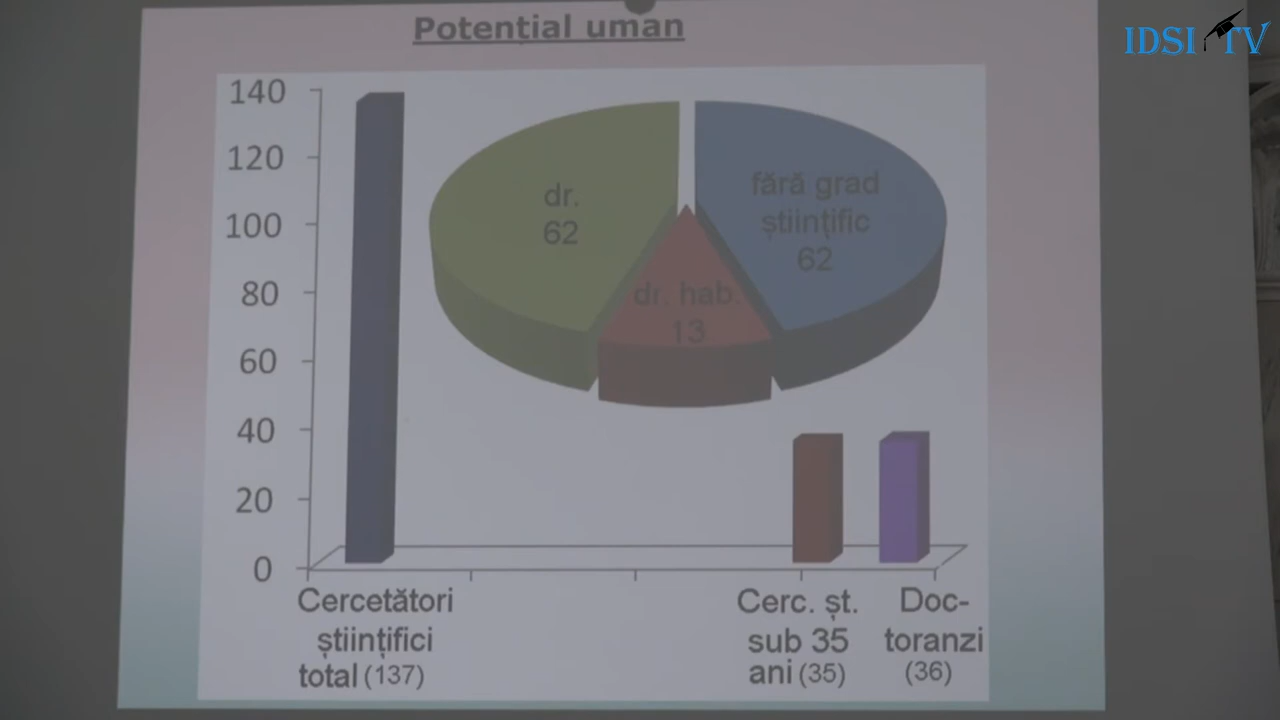 Potential uman
IDSI TV
140
120
100
80
60
40
20
0
dr.
62
fără grad
științific
62
dr. hab.
13
Cercetători
științifici
total (137)
Cerc. șt.
sub 35
ani (35)
Doc-
toranzi
(36)